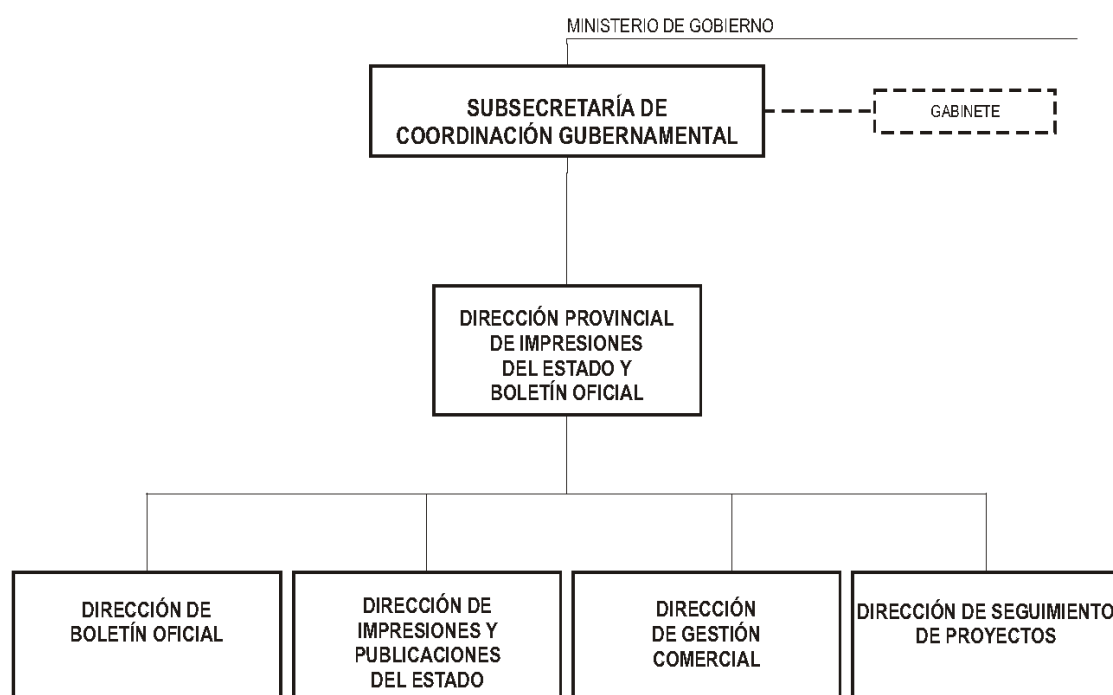 MINISTERIO DE GOBIERNO
SUBSECRETARÍA DE
COORDINACIÓN GUBERNAMENTAL
GABINETE
DIRECCIÓN PROVINCIAL
DE IMPRESIONES
DEL ESTADO Y
BOLETÍN OFICIAL
DIRECCIÓN DE
BOLETÍN OFICIAL
DIRECCIÓN DE
IMPRESIONES Y
PUBLICACIONES
DEL ESTADO
DIRECCIÓN
DE GESTIÓN
COMERCIAL
DIRECCIÓN DE SEGUIMIENTO
DE PROYECTOS